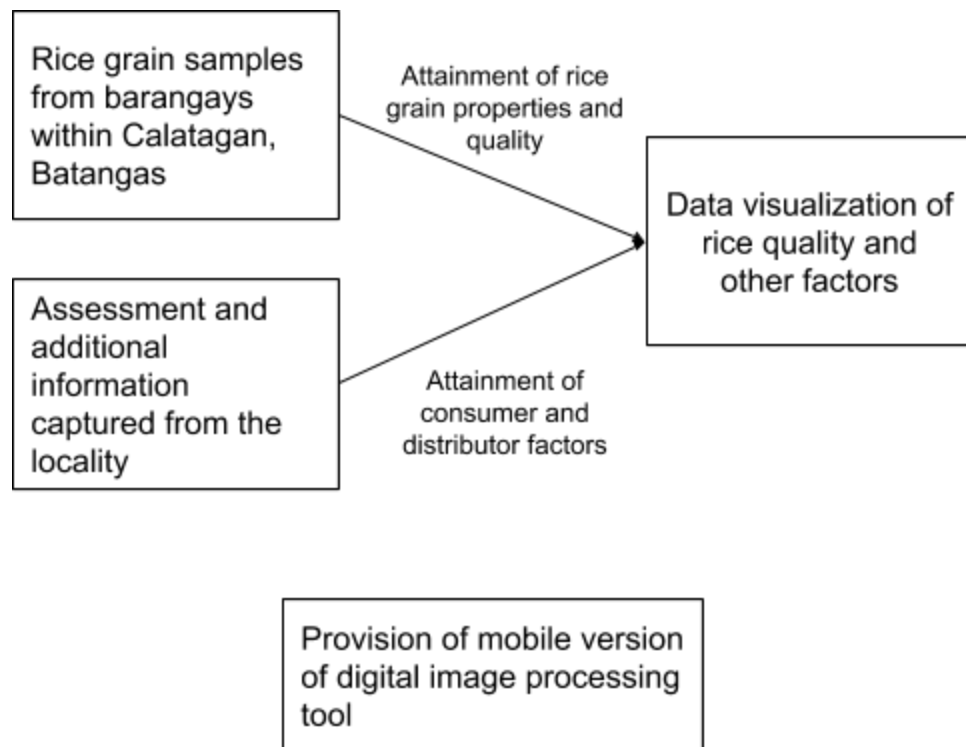 Rice grain samples
from barangays
within Calatagan,
Batangas
Attainment of rice
grain properties and
quality
Data visualization of
rice quality and
other factors
Assessment and
additional
information
captured from the
locality
Attainment of
consumer and
distributor factors
Provision of mobile version
of digital image processing
tool